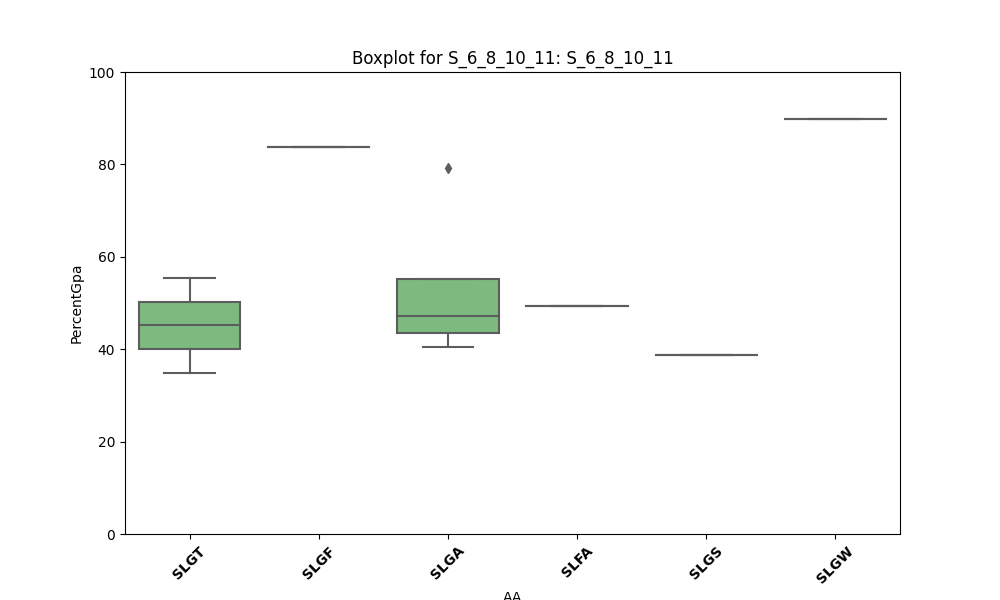 Boxplot for S_6_8_10_11: S_6_8_10_11
100
80
60
40
20
0
PercentGpa
SLGT
SLGF
SLGA
SLFA
SLGS
SLGW
AA